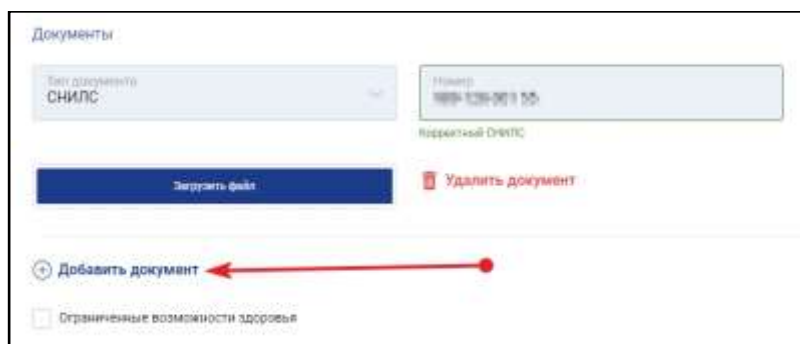 Документы
Тип документа
СНИЛС
Номер
Корректный СНИЛС
Загрузить файл
Удалить документ
Добавить документ
Ограниченные возможности здоровья